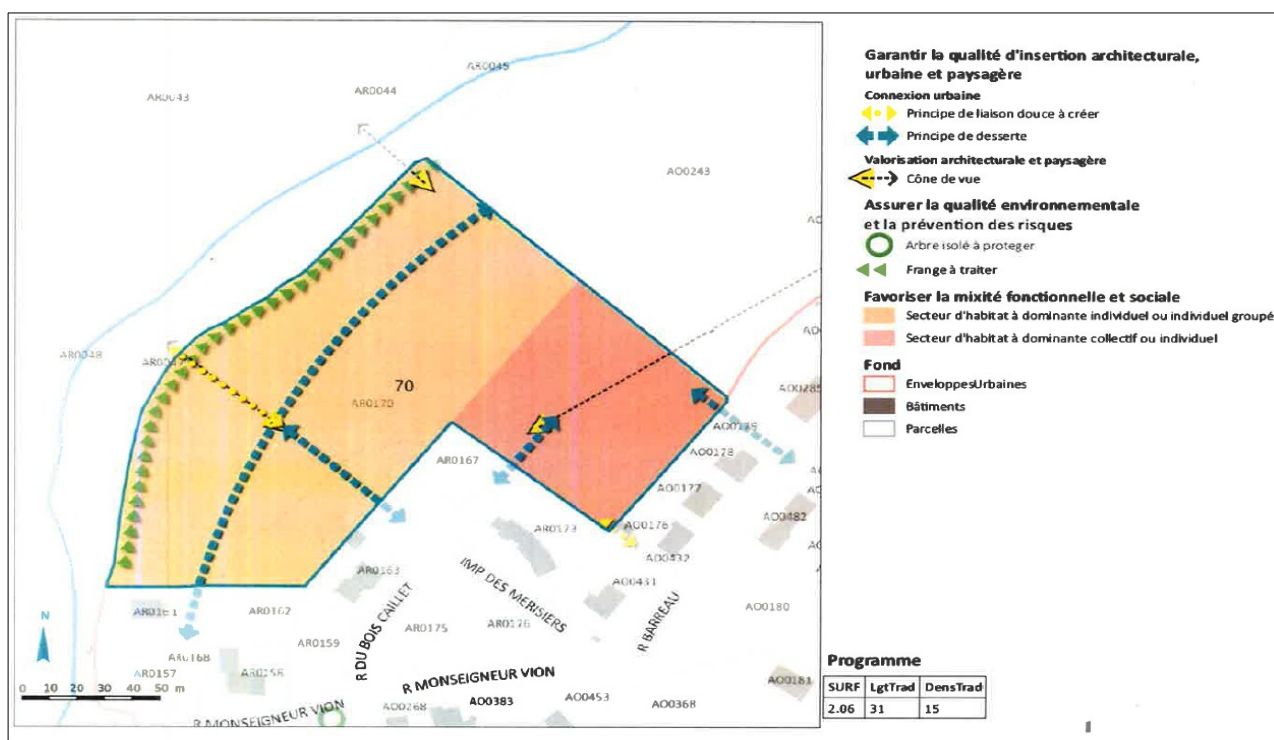 AR0043
AR0044
AR0045
AO0243
AR0048
AR0047
70
AR0170
AR0167
AO0285
AO0179
AO0178
AO0177
AO0176
AO0482
AO0432
AO0431
AR0173
AR0163
AR0161
AR0162
AR0159
AR0168
AR0157
AR0158
AR0175
AR0176
AO0180
AO0181
IMP DES MERISIERS
R DU BOIS CAILLET
R BARREAU
R MONSEIGNEUR VION
R MONSEIGNEUR VION
AO0268
AO0383
AO0453
AO0368
N
0 10 20 30 40 50 m
Garantir la qualité d'insertion architecturale,
urbaine et paysagère
Connexion urbaine
Principe de liaison douce à créer
Principe de desserte
Valorisation architecturale et paysagère
Cône de vue
Assurer la qualité environnementale
et la prévention des risques
Arbre isolé à proteger
Frange à traiter
Favoriser la mixité fonctionnelle et sociale
Secteur d'habitat à dominante individuel ou individuel groupé
Secteur d'habitat à dominante collectif ou individuel
Fond
EnveloppesUrbaines
Bâtiments
Parcelles
Programme
SURF LgtTrad DensTrad
2.06 31 15